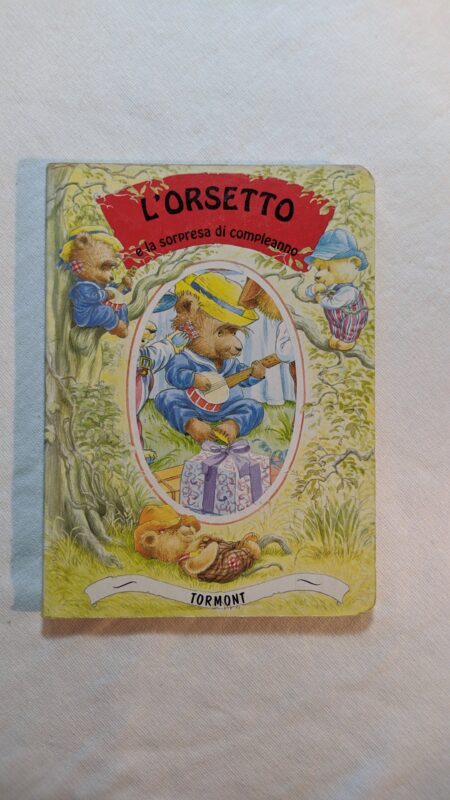 L'ORSETTO
e la sorpresa di compleanno
TORMONT